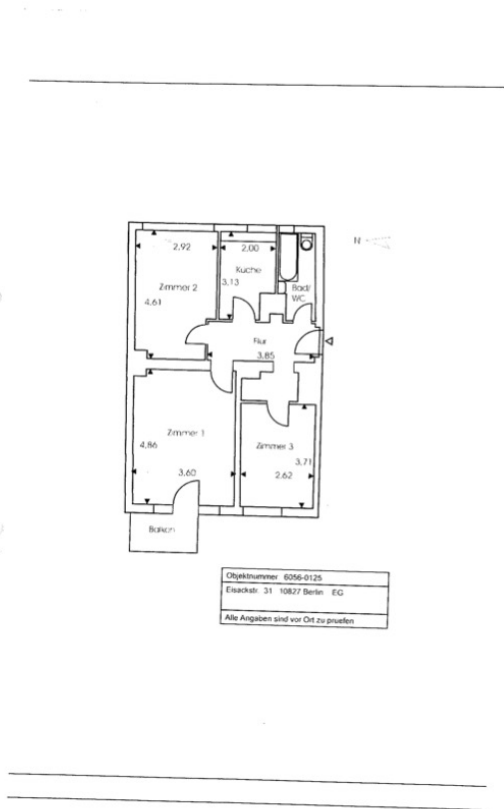 N
2,92
2,00
Küche
3,13
Zimmer 2
4,61
Bad/
WC
Flur
3,85
Zimmer 1
4,86
3,60
Zimmer 3
3,71
2,62
Balkon
Objektnummer 6056-0125
Eisackstr. 31 10827 Berlin EG
Alle Angaben sind vor Ort zu pruefen